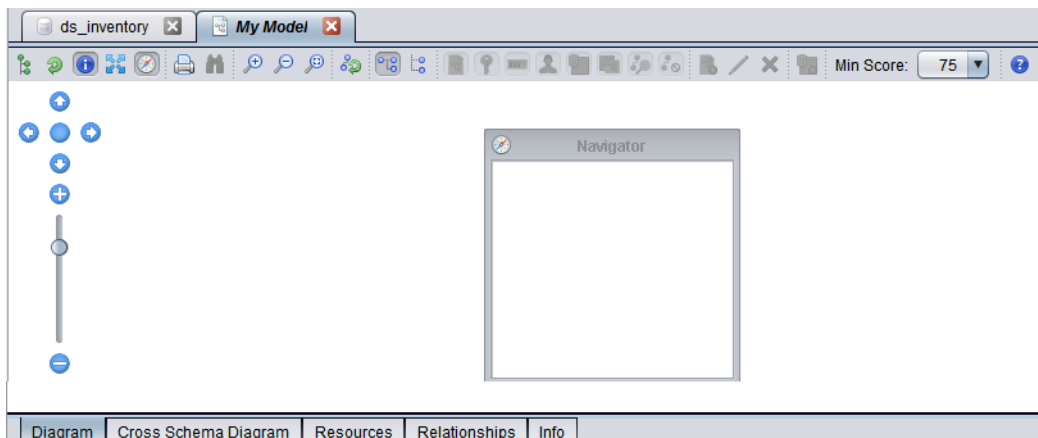 ds_inventory My Model
Min Score: 75
Navigator
Diagram Cross Schema Diagram Resources Relationships Info